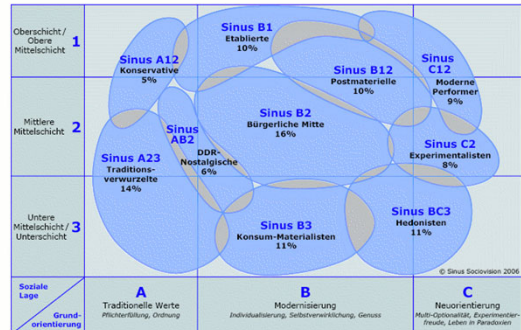 Oberschicht /
Obere
Mittelschicht
1
Sinus B1
Etablierte
10%
Sinus A12
Konservative
5%
Sinus B12
Postmaterielle
10%
Sinus
C12
Moderne
Performer
9%
Mittlere
Mittelschicht
2
Sinus
AB2
DDR-
Nostalgische
6%
Sinus B2
Bürgerliche Mitte
16%
Sinus C2
Experimentalisten
8%
Sinus A23
Traditions-
verwurzelte
14%
Untere
Mittelschicht /
Unterschicht
3
Sinus B3
Konsum-Materialisten
11%
Sinus BC3
Hedonisten
11%
© Sinus Sociovision 2006
Soziale
Lage
Grund-
orientierung
A
Traditionelle Werte
Pflichterfüllung, Ordnung
B
Modernisierung
Individualisierung, Selbstverwirklichung, Genuss
C
Neuorientierung
Multi-Optionalität, Experimentier-
freude, Leben in Paradoxien